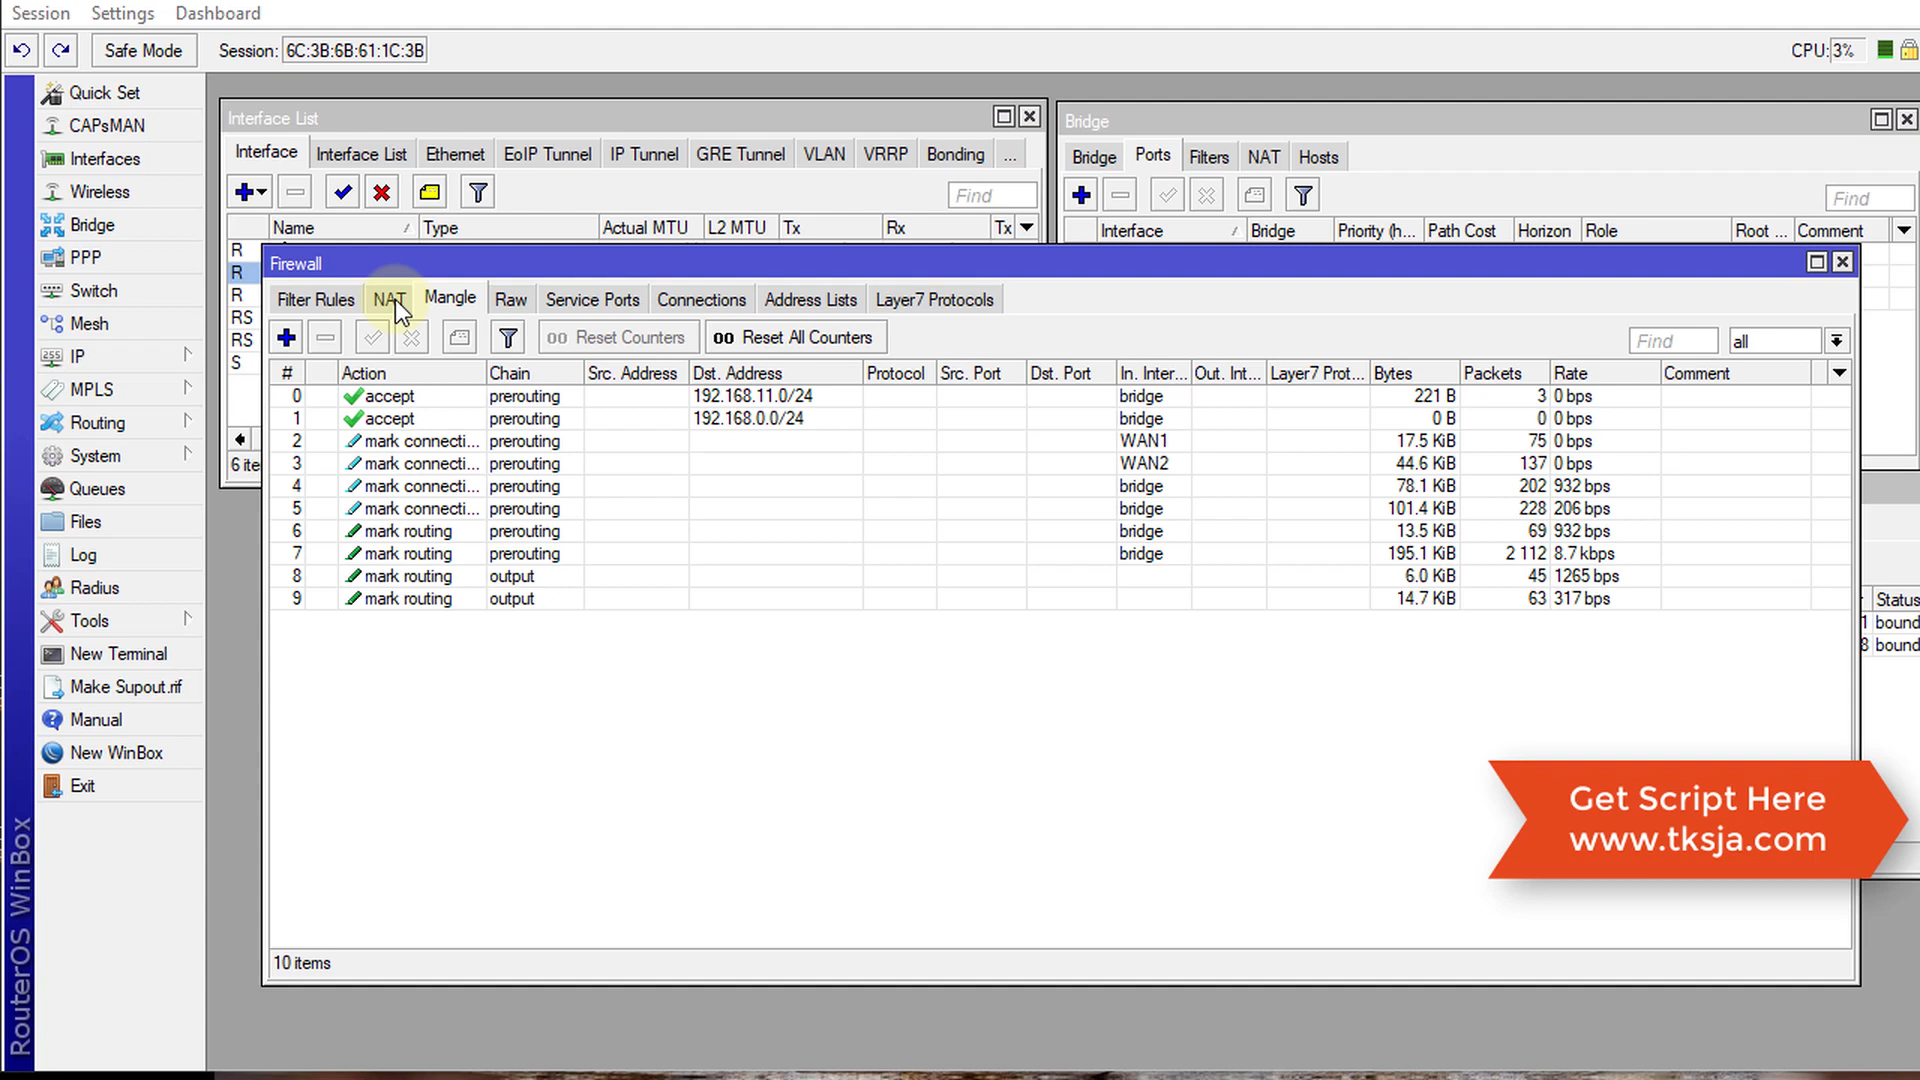 Session Settings Dashboard
Safe Mode Session: 6C:3B:6B:61:1C:3B CPU: 3%
Quick Set
CAPsMAN
Interfaces
Wireless
Bridge
PPP
Switch
Mesh
IP
MPLS
Routing
System
Queues
Files
Log
Radius
Tools
New Terminal
Make Supout.rif
Manual
New WinBox
Exit
RouterOS WinBox
Interface List
Interface Interface List Ethernet EoIP Tunnel IP Tunnel GRE Tunnel VLAN VRRP Bonding ...
Find
Name Type Actual MTU L2 MTU Tx Rx Tx
R
R
R
RS
RS
S
6 ite
Bridge
Bridge Ports Filters NAT Hosts
Find
Interface Bridge Priority (h... Path Cost Horizon Role Root ... Comment
Firewall
Filter Rules NAT Mangle Raw Service Ports Connections Address Lists Layer7 Protocols
00 Reset Counters 00 Reset All Counters Find all
# Action Chain Src. Address Dst. Address Protocol Src. Port Dst. Port In. Inter... Out. Int... Layer7 Prot... Bytes Packets Rate Comment
0 accept prerouting 192.168.11.0/24 bridge 221 B 3 0 bps
1 accept prerouting 192.168.0.0/24 bridge 0 B 0 0 bps
2 mark connecti... prerouting WAN1 17.5 KiB 75 0 bps
3 mark connecti... prerouting WAN2 44.6 KiB 137 0 bps
4 mark connecti... prerouting bridge 78.1 KiB 202 932 bps
5 mark connecti... prerouting bridge 101.4 KiB 228 206 bps
6 mark routing prerouting bridge 13.5 KiB 69 932 bps
7 mark routing prerouting bridge 195.1 KiB 2 112 8.7 kbps
8 mark routing output 6.0 KiB 45 1265 bps
9 mark routing output 14.7 KiB 63 317 bps
10 items
Status
1 bound
8 bound
Get Script Here
www.tksja.com